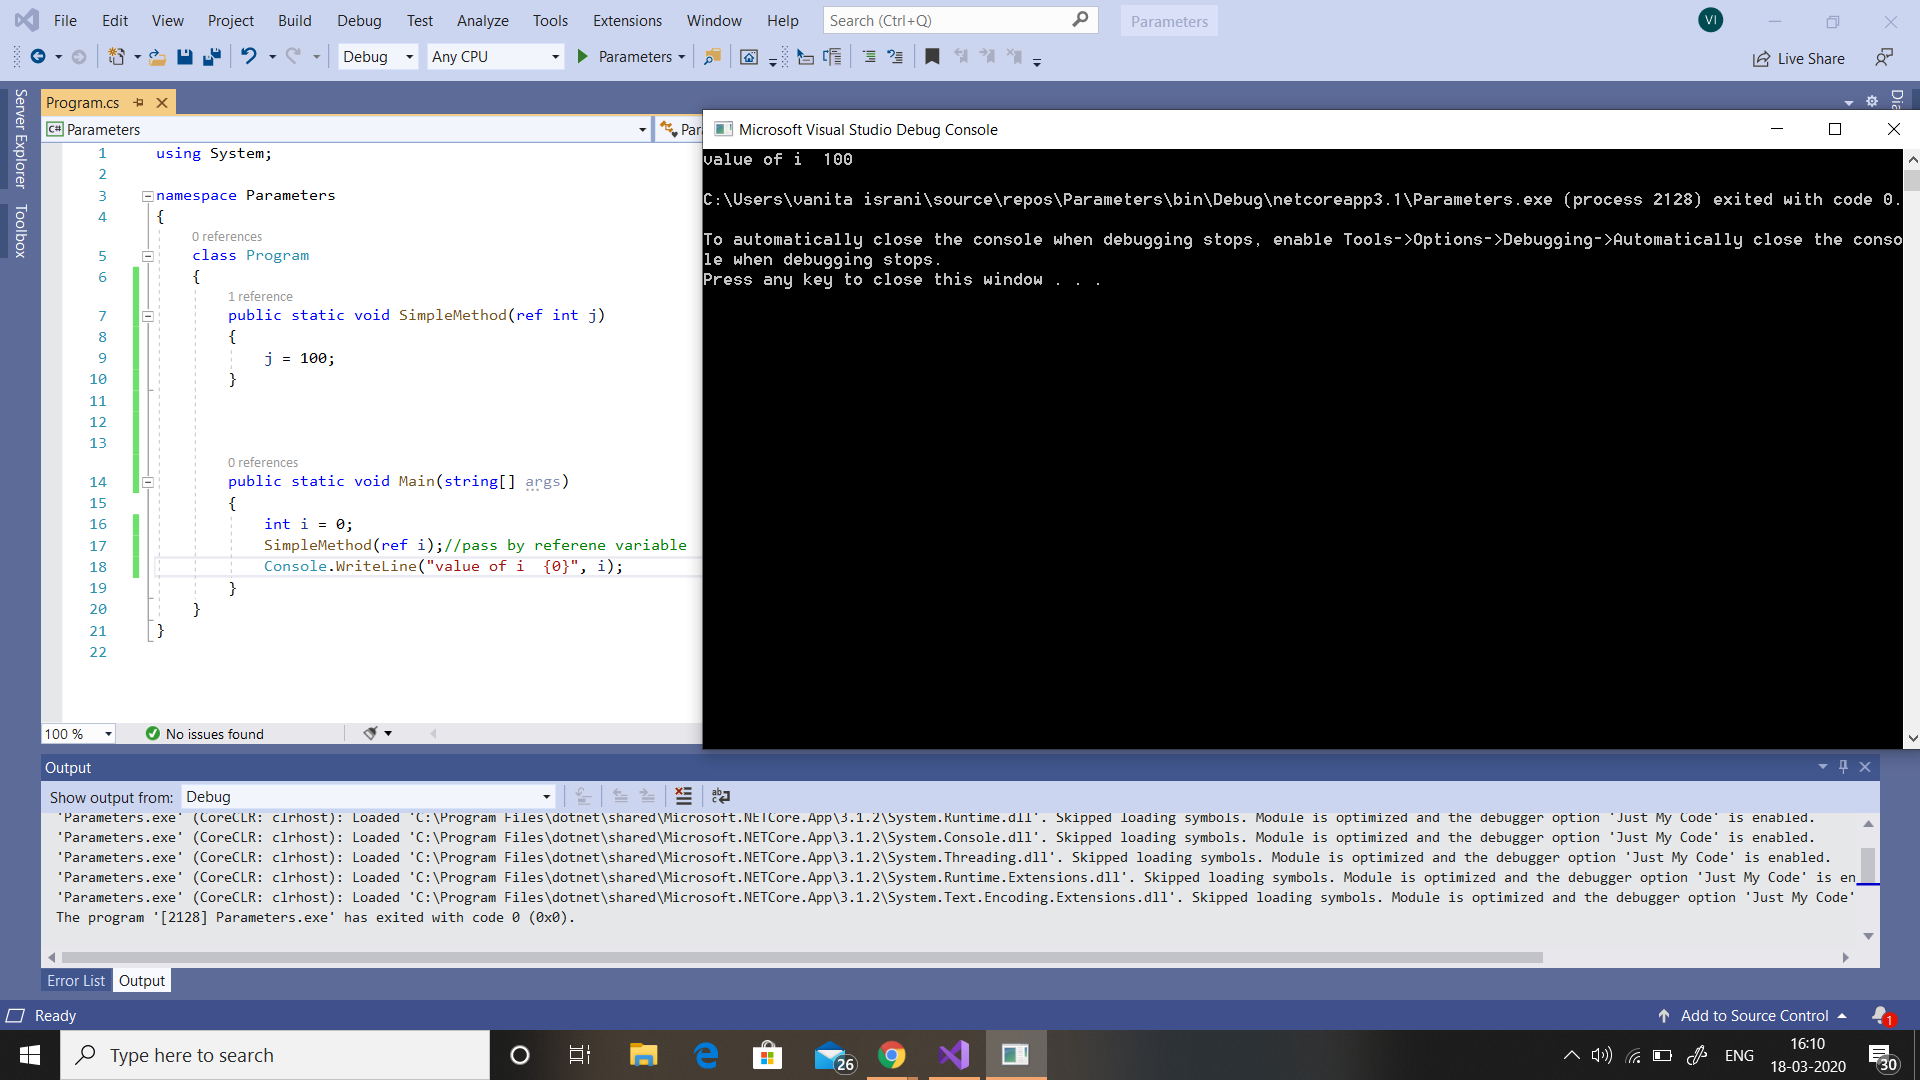 File Edit View Project Build Debug Test Analyze Tools Extensions Window Help Search (Ctrl+Q) Parameters VI
Debug Any CPU Parameters Live Share
Server Explorer
Toolbox
Program.cs
C# Parameters
1 using System;
2
3 namespace Parameters
4 {
0 references
5 class Program
6 {
1 reference
7 public static void SimpleMethod(ref int j)
8 {
9 j = 100;
10 }
11
12
13
0 references
14 public static void Main(string[] args)
15 {
16 int i = 0;
17 SimpleMethod(ref i);//pass by referene variable
18 Console.WriteLine("value of i  {0}", i);
19 }
20 }
21 }
22
100 % No issues found
Microsoft Visual Studio Debug Console
value of i  100
C:\Users\vanita israni\source\repos\Parameters\bin\Debug\netcoreapp3.1\Parameters.exe (process 2128) exited with code 0.
To automatically close the console when debugging stops, enable Tools->Options->Debugging->Automatically close the conso
le when debugging stops.
Press any key to close this window . . .
Output
Show output from: Debug
'Parameters.exe' (CoreCLR: clrhost): Loaded 'C:\Program Files\dotnet\shared\Microsoft.NETCore.App\3.1.2\System.Runtime.dll'. Skipped loading symbols. Module is optimized and the debugger option 'Just My Code' is enabled.
'Parameters.exe' (CoreCLR: clrhost): Loaded 'C:\Program Files\dotnet\shared\Microsoft.NETCore.App\3.1.2\System.Console.dll'. Skipped loading symbols. Module is optimized and the debugger option 'Just My Code' is enabled.
'Parameters.exe' (CoreCLR: clrhost): Loaded 'C:\Program Files\dotnet\shared\Microsoft.NETCore.App\3.1.2\System.Threading.dll'. Skipped loading symbols. Module is optimized and the debugger option 'Just My Code' is enabled.
'Parameters.exe' (CoreCLR: clrhost): Loaded 'C:\Program Files\dotnet\shared\Microsoft.NETCore.App\3.1.2\System.Runtime.Extensions.dll'. Skipped loading symbols. Module is optimized and the debugger option 'Just My Code' is en
'Parameters.exe' (CoreCLR: clrhost): Loaded 'C:\Program Files\dotnet\shared\Microsoft.NETCore.App\3.1.2\System.Text.Encoding.Extensions.dll'. Skipped loading symbols. Module is optimized and the debugger option 'Just My Code'
The program '[2128] Parameters.exe' has exited with code 0 (0x0).
Error List Output
Ready Add to Source Control 1
Type here to search 26 ENG 16:10
18-03-2020 30